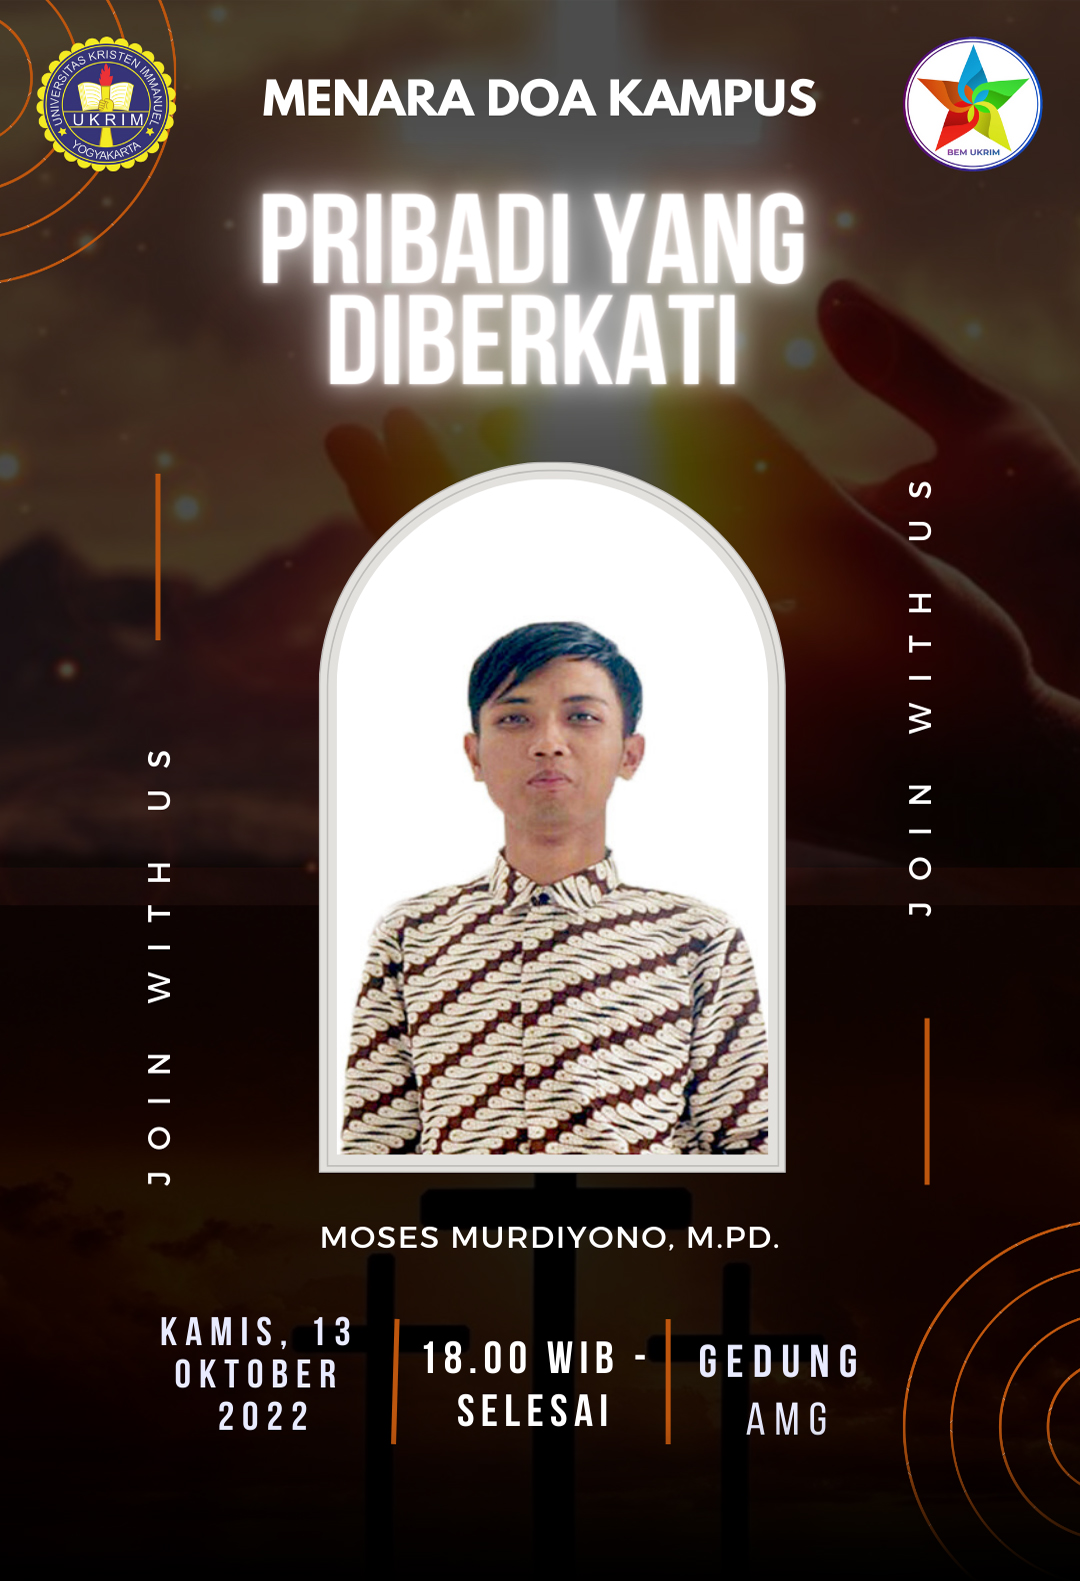 UNIVERSITAS KRISTEN IMMANUEL
UKRIM
YOGYAKARTA
MENARA DOA KAMPUS
BEM UKRIM
PRIBADI YANG
DIBERKATI
JOIN WITH US
JOIN WITH US
MOSES MURDIYONO, M.PD.
KAMIS, 13
OKTOBER
2022
18.00 WIB -
SELESAI
GEDUNG
AMG